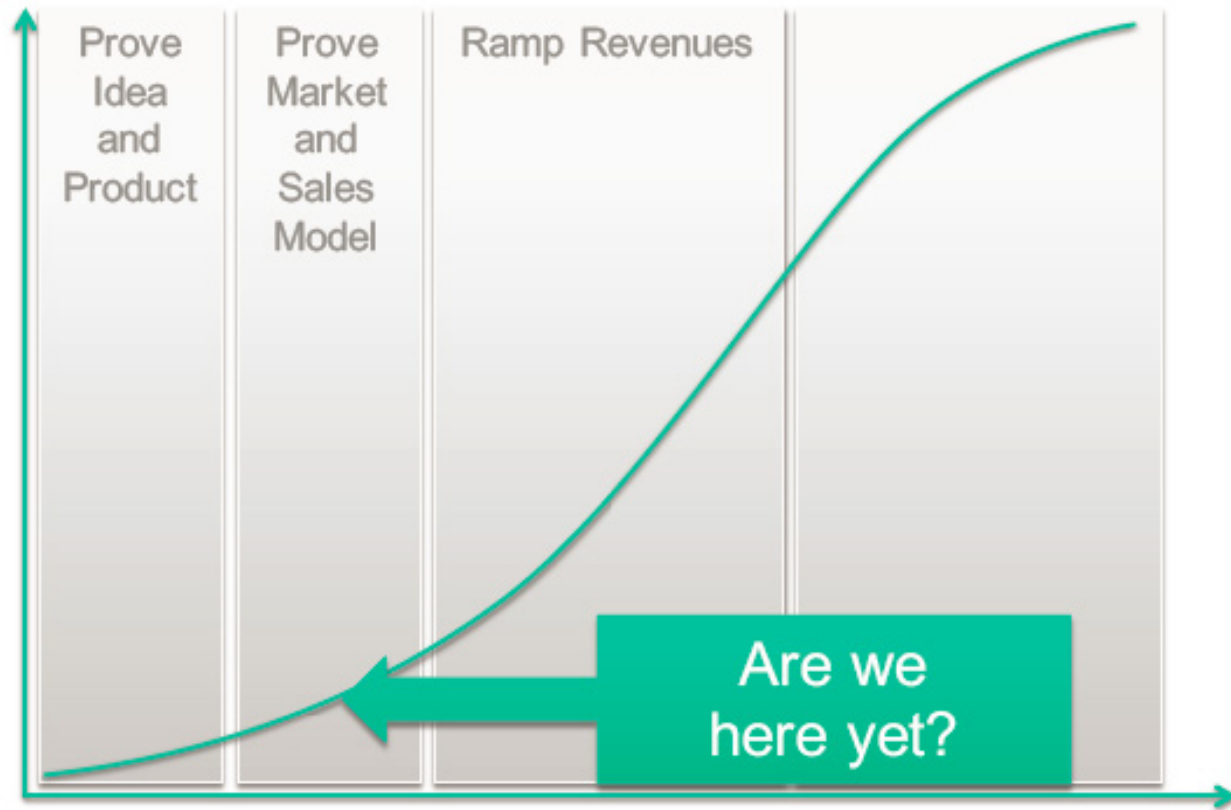 Prove
Idea
and
Product
Prove
Market
and
Sales
Model
Ramp Revenues
Are we
here yet?